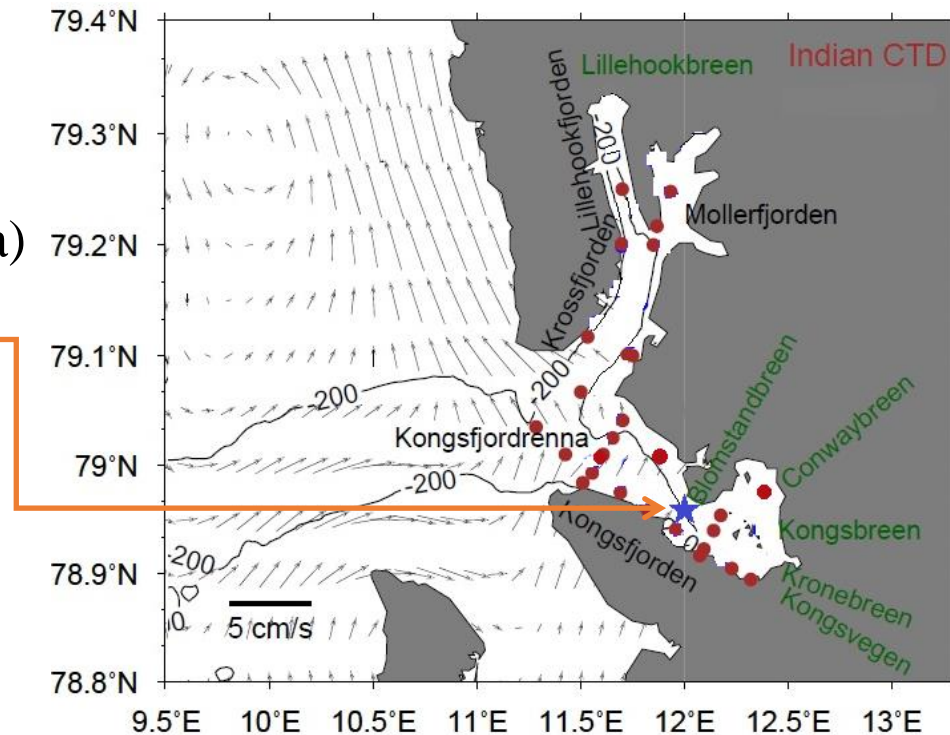 79.4°N
79.3°N
79.2°N
79.1°N
79°N
78.9°N
78.8°N
9.5°E 10°E 10.5°E 11°E 11.5°E 12°E 12.5°E 13°E
a)
Indian CTD
Lillehookbreen
Lillehookfjorden
-200
Mollerfjorden
Krossfjorden
-200
-200
Kongsfjordrenna
-200
Blomstandbreen
Conwaybreen
Kongsbreen
Kongsfjorden
Kronebreen
Kongsvegen
-200
5 cm/s